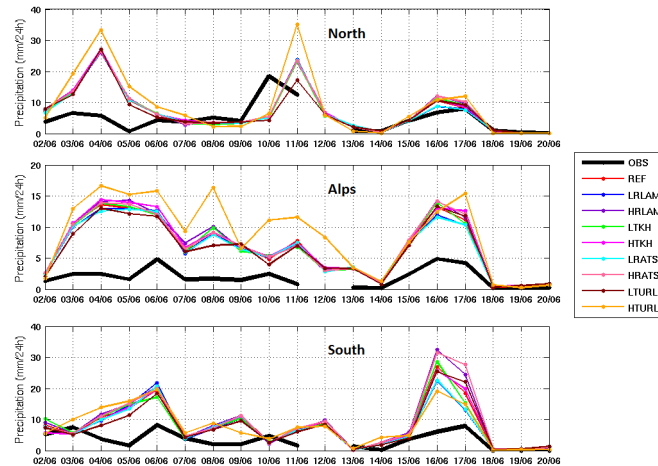 North
Precipitation [mm/24h]
40
30
20
10
0
02/06 03/06 04/06 05/06 06/06 07/06 08/06 09/06 10/06 11/06 12/06 13/06 14/06 15/06 16/06 17/06 18/06 19/06 20/06
Alps
Precipitation [mm/24h]
20
15
10
5
0
02/06 03/06 04/06 05/06 06/06 07/06 08/06 09/06 10/06 11/06 12/06 13/06 14/06 15/06 16/06 17/06 18/06 19/06 20/06
South
Precipitation [mm/24h]
40
30
20
10
0
02/06 03/06 04/06 05/06 06/06 07/06 08/06 09/06 10/06 11/06 12/06 13/06 14/06 15/06 16/06 17/06 18/06 19/06 20/06
OBS
REF
LRLAM
HRLAM
LTKH
HTKH
LRATS
HRATS
LTURL
HTURL